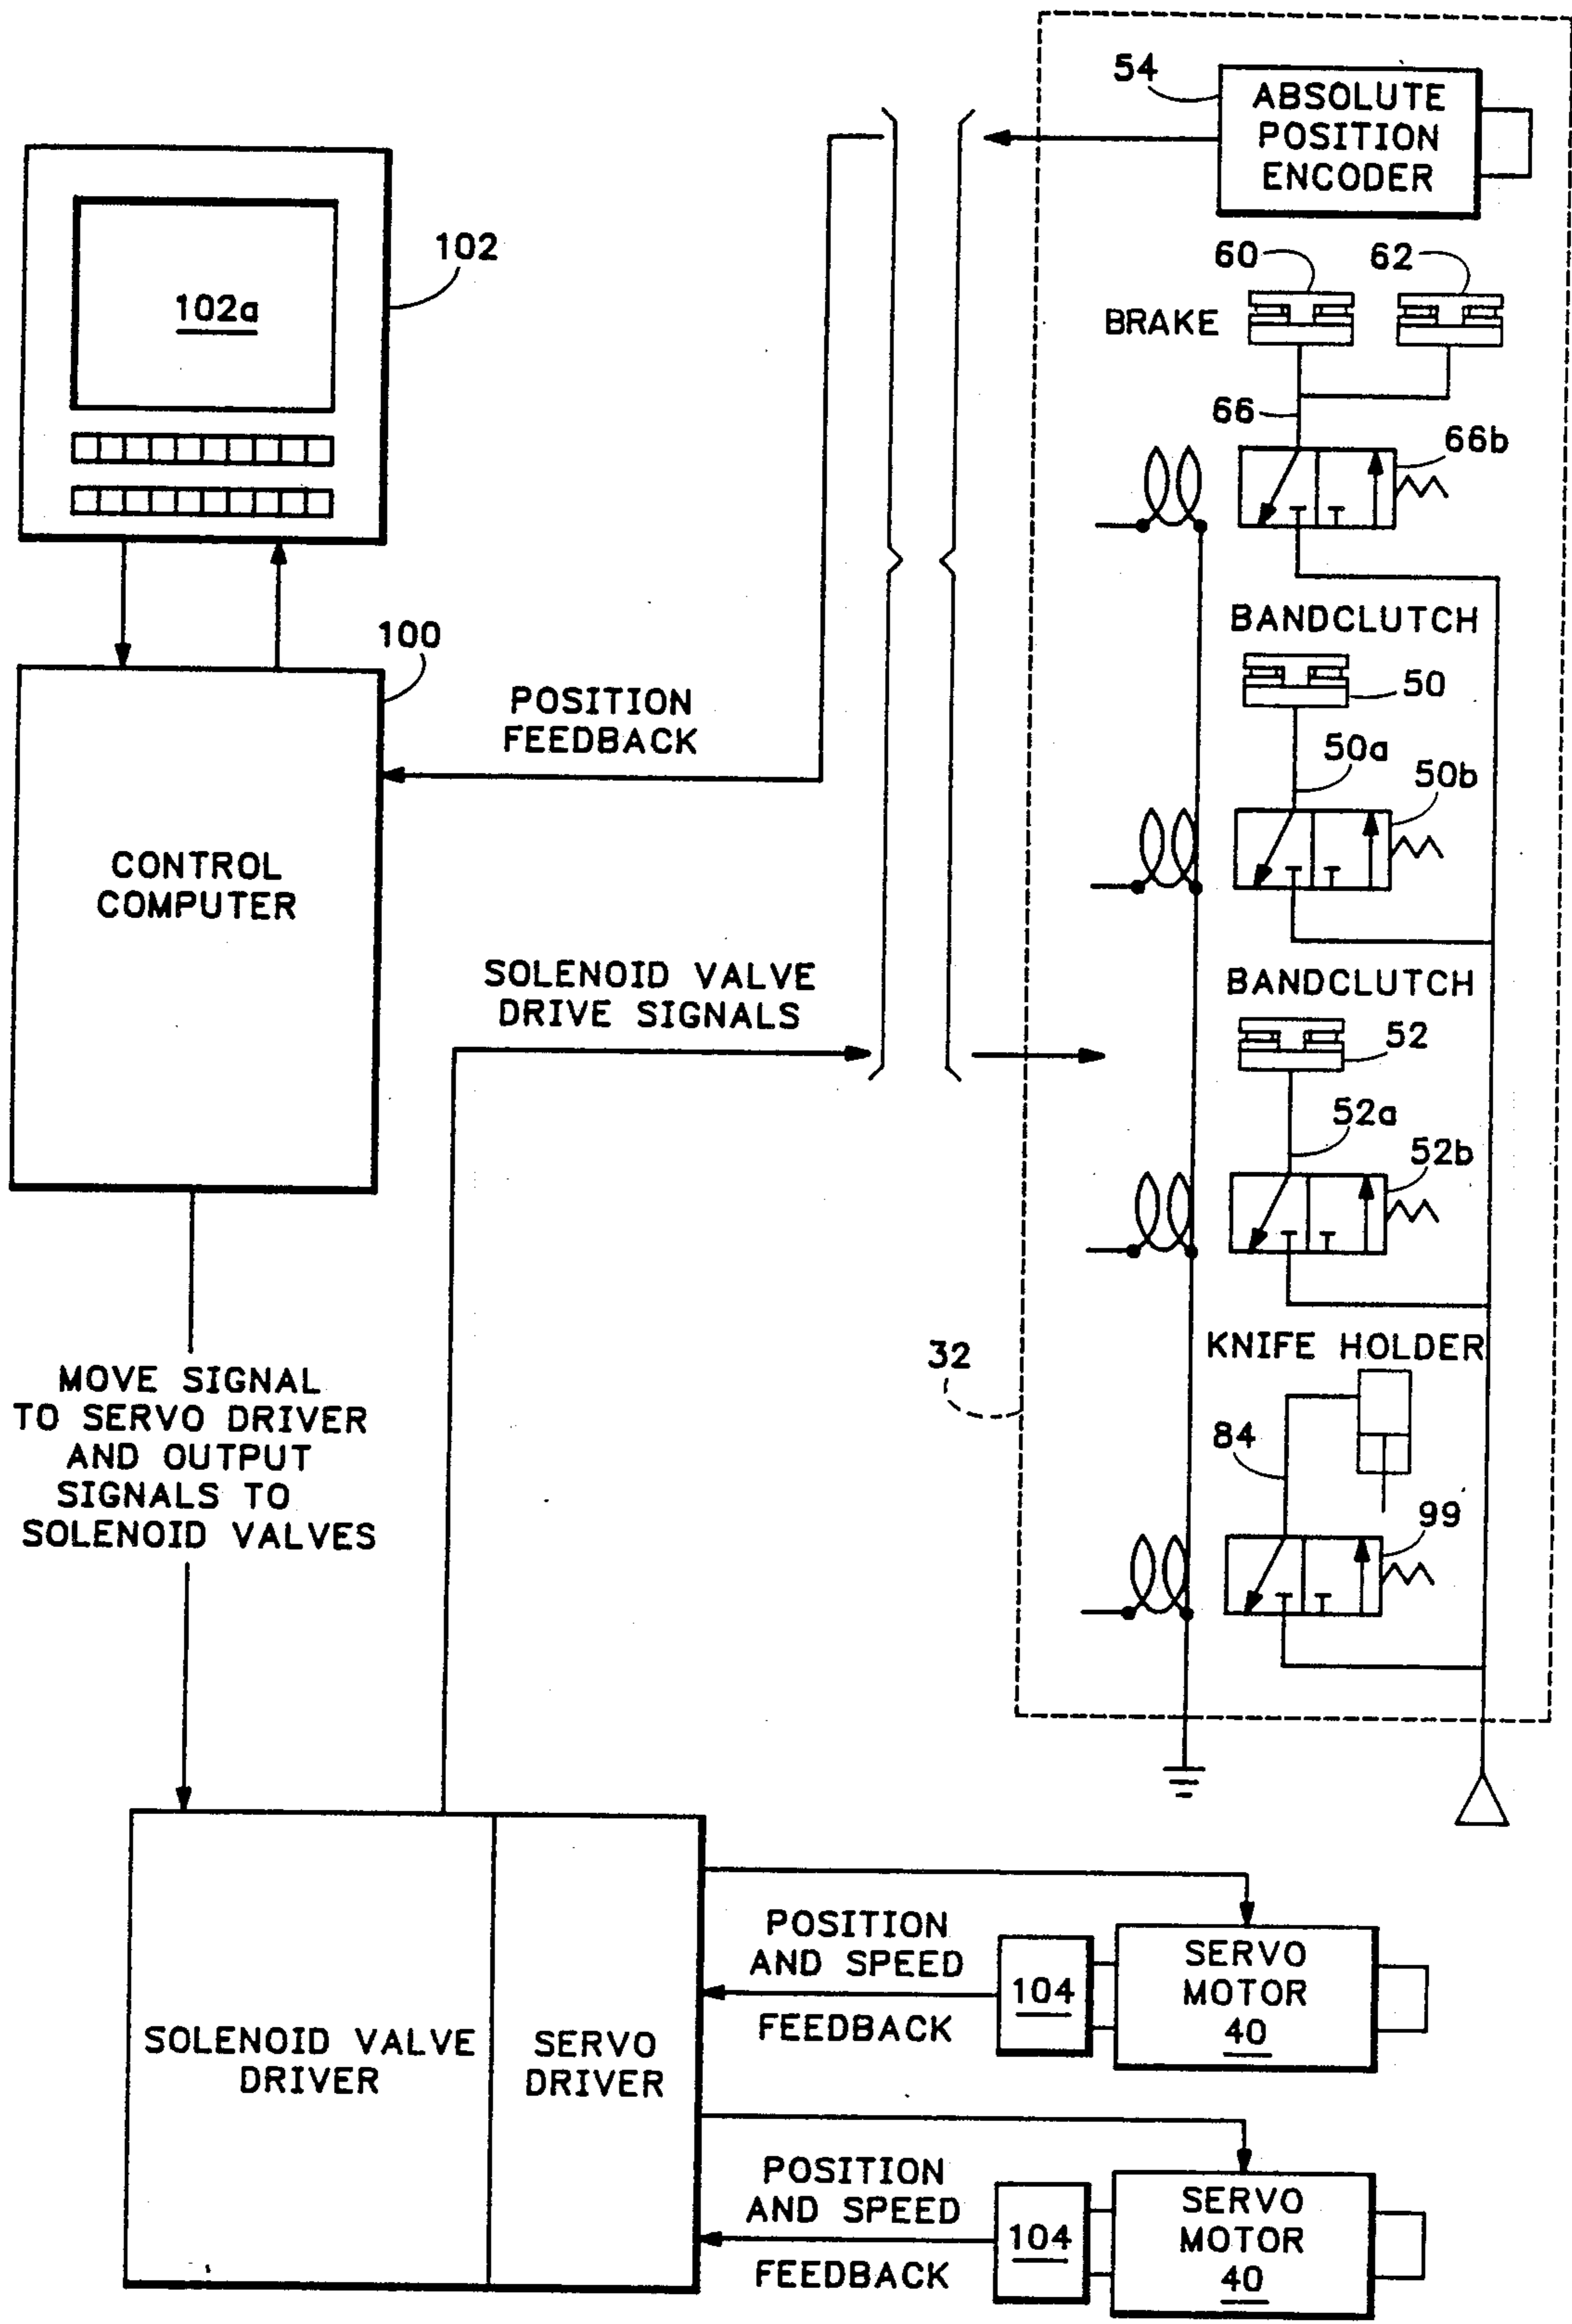 54
ABSOLUTE
POSITION
ENCODER
102
102a
60
62
BRAKE
66
66b
BANDCLUTCH
100
50
POSITION
FEEDBACK
50a
50b
CONTROL
COMPUTER
SOLENOID VALVE
DRIVE SIGNALS
BANDCLUTCH
52
52a
52b
32
KNIFE HOLDER
MOVE SIGNAL
TO SERVO DRIVER
AND OUTPUT
SIGNALS TO
SOLENOID VALVES
84
99
SOLENOID VALVE
DRIVER
SERVO
DRIVER
POSITION
AND SPEED
FEEDBACK
104
SERVO
MOTOR
40
POSITION
AND SPEED
FEEDBACK
104
SERVO
MOTOR
40